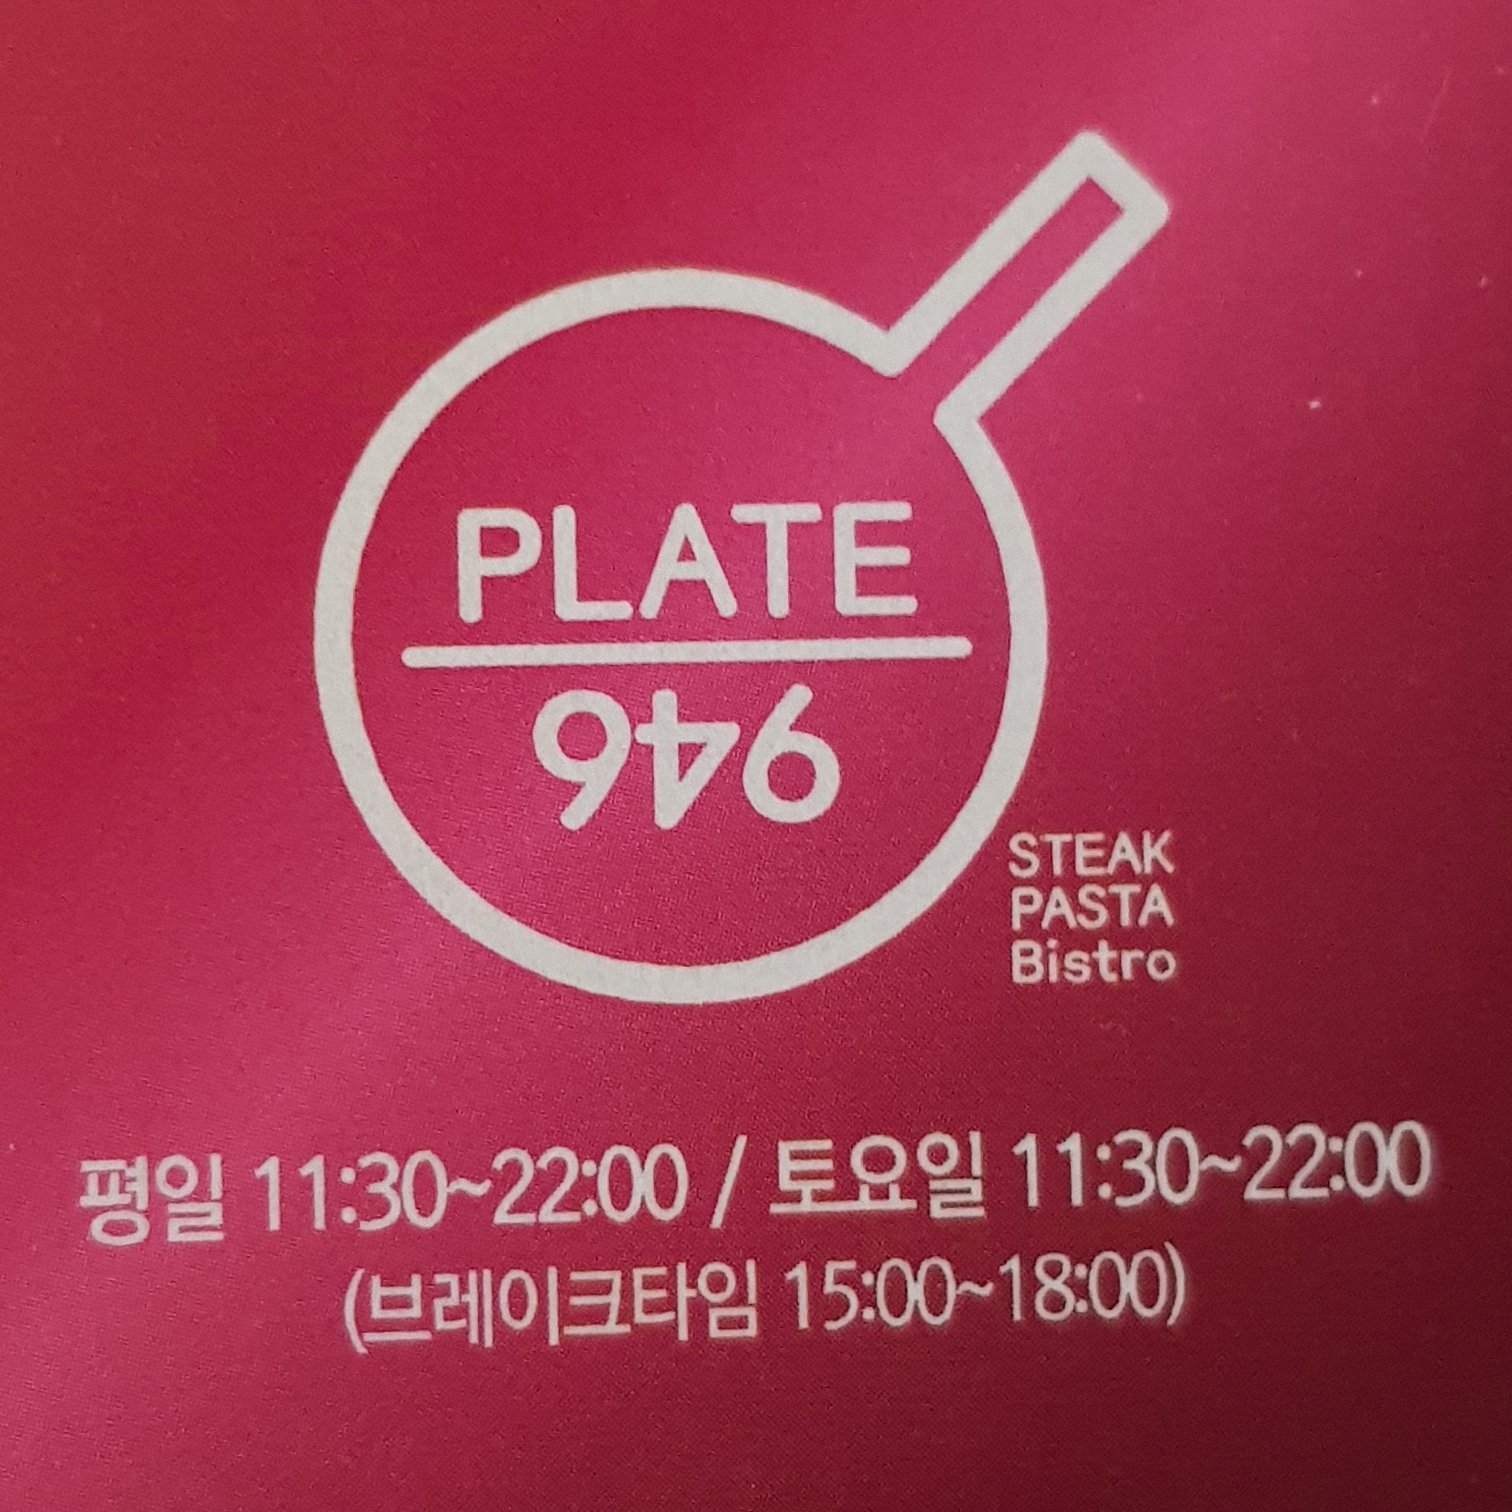 PLATE
946
STEAK
PASTA
Bistro
평일 11:30~22:00 / 토요일 11:30~22:00
(브레이크타임 15:00~18:00)